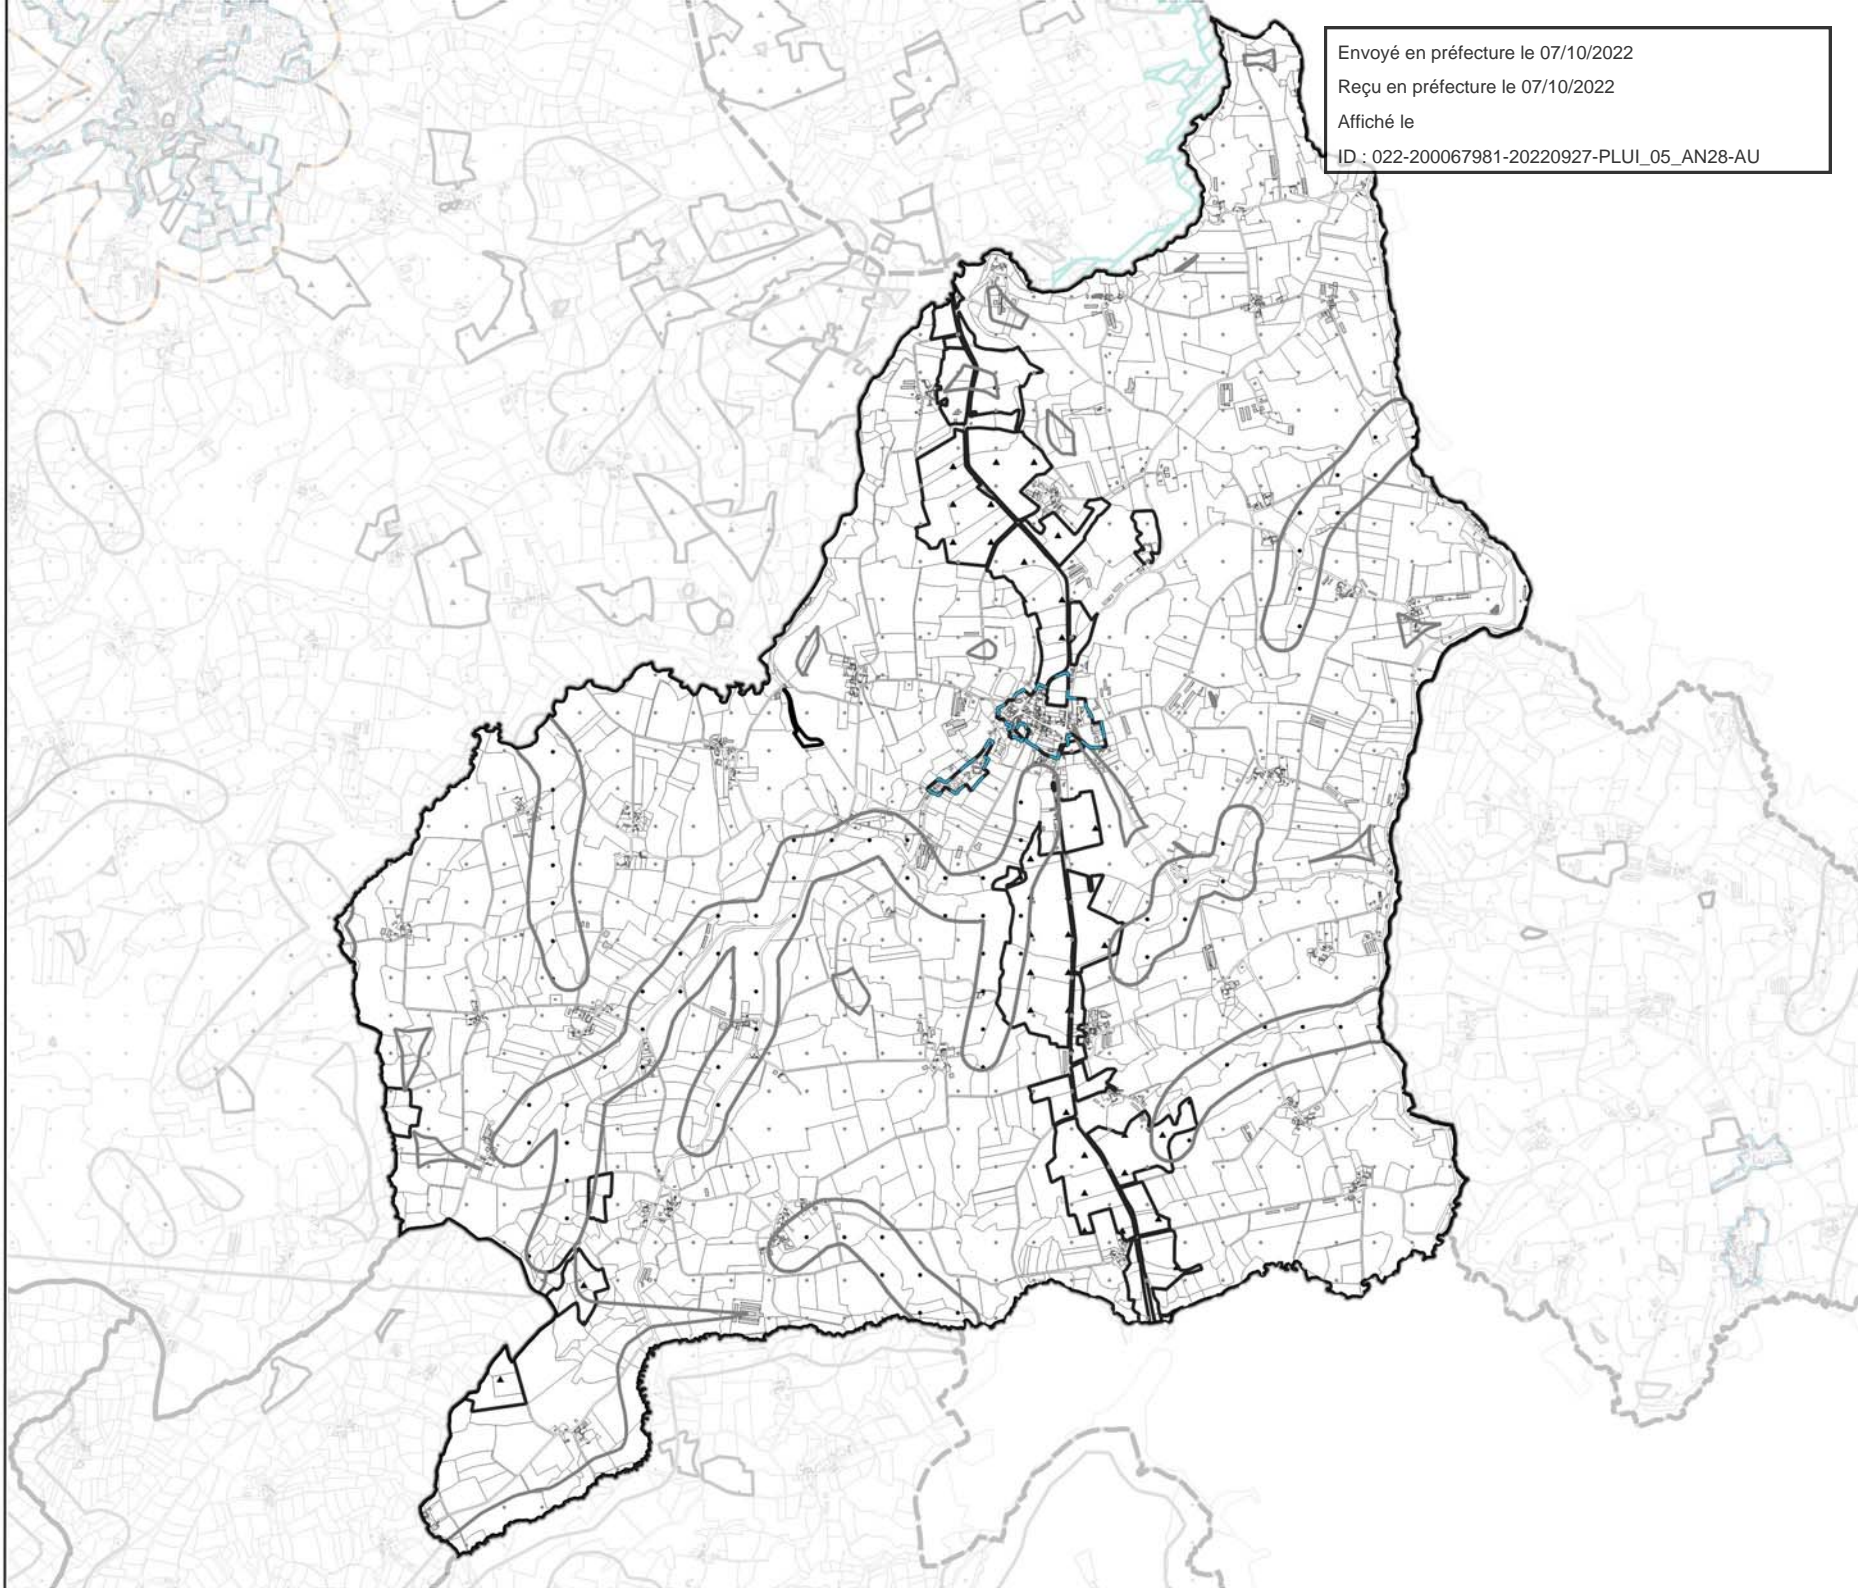 Envoyé en préfecture le 07/10/2022
Reçu en préfecture le 07/10/2022
Affiché le
ID : 022-200067981-20220927-PLUI_05_AN28-AU